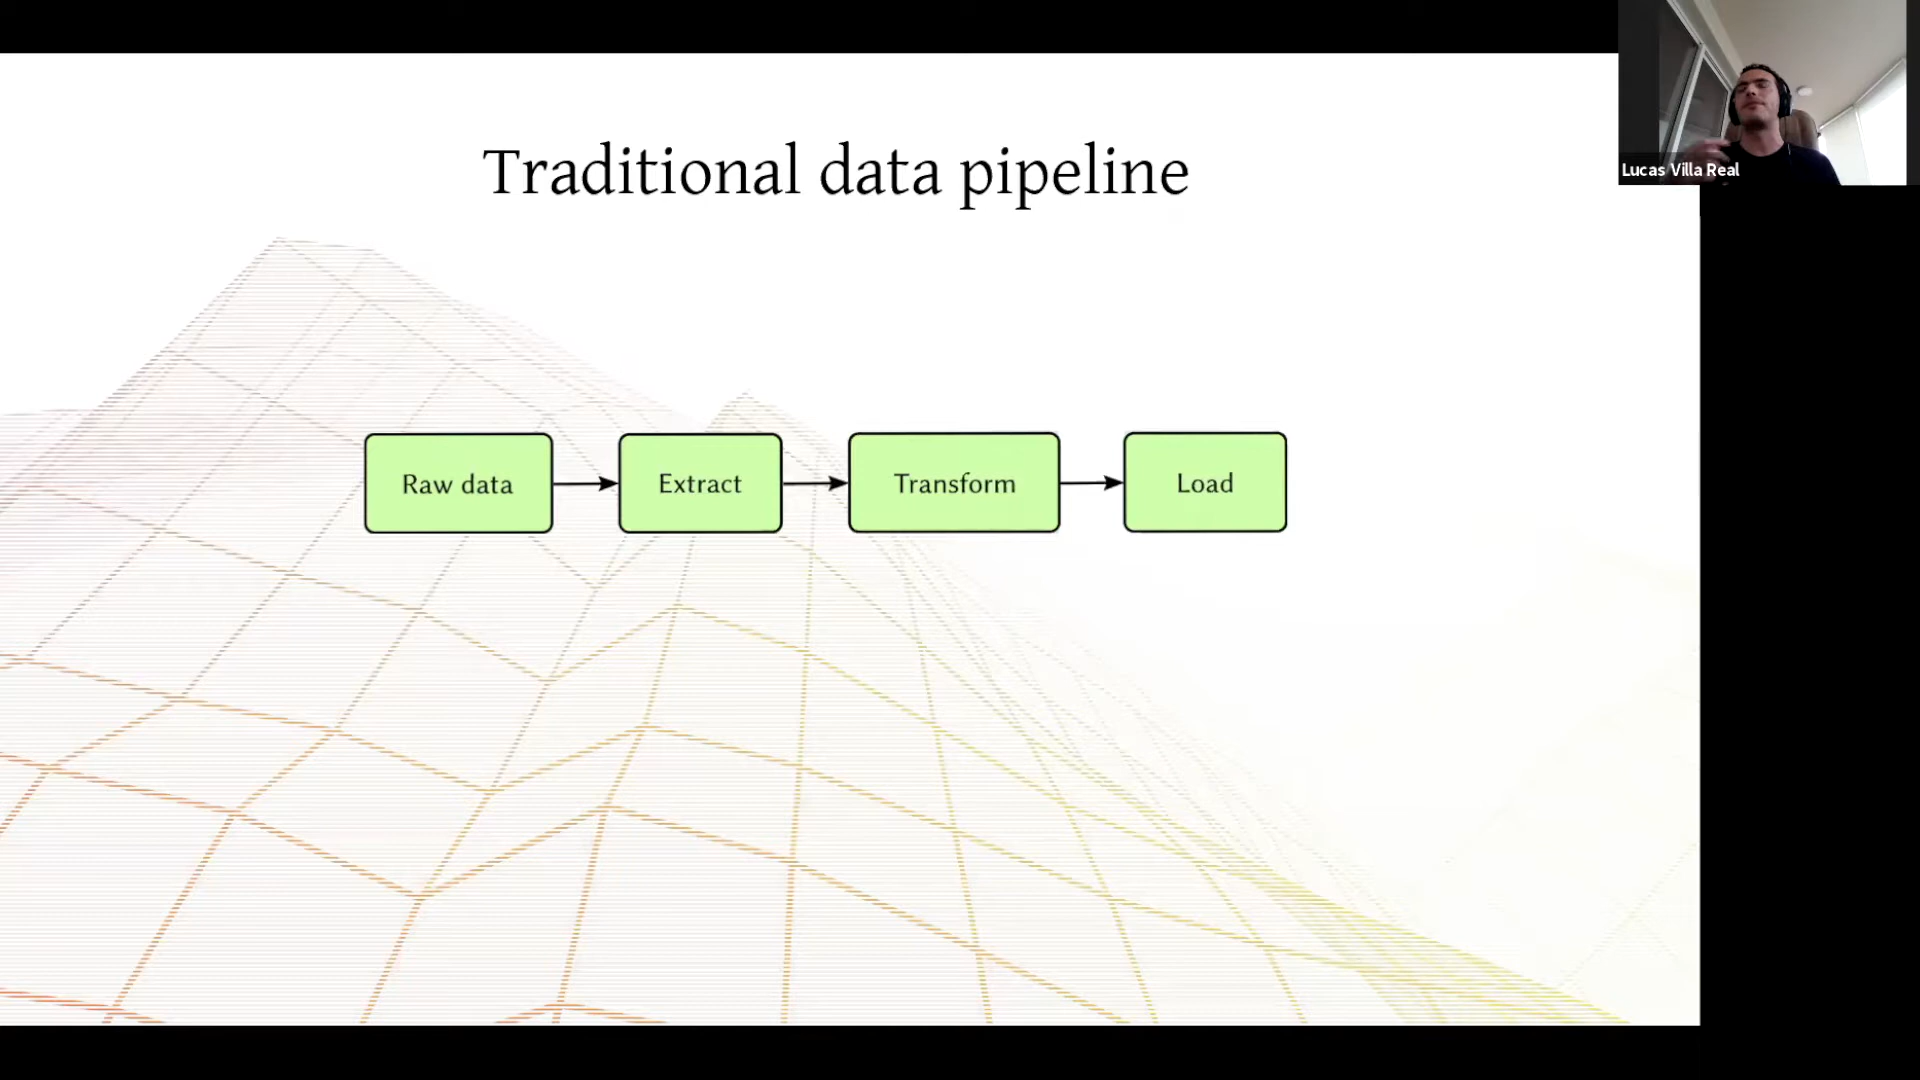 Traditional data pipeline
Raw data
Extract
Transform
Load
Lucas Villa Real